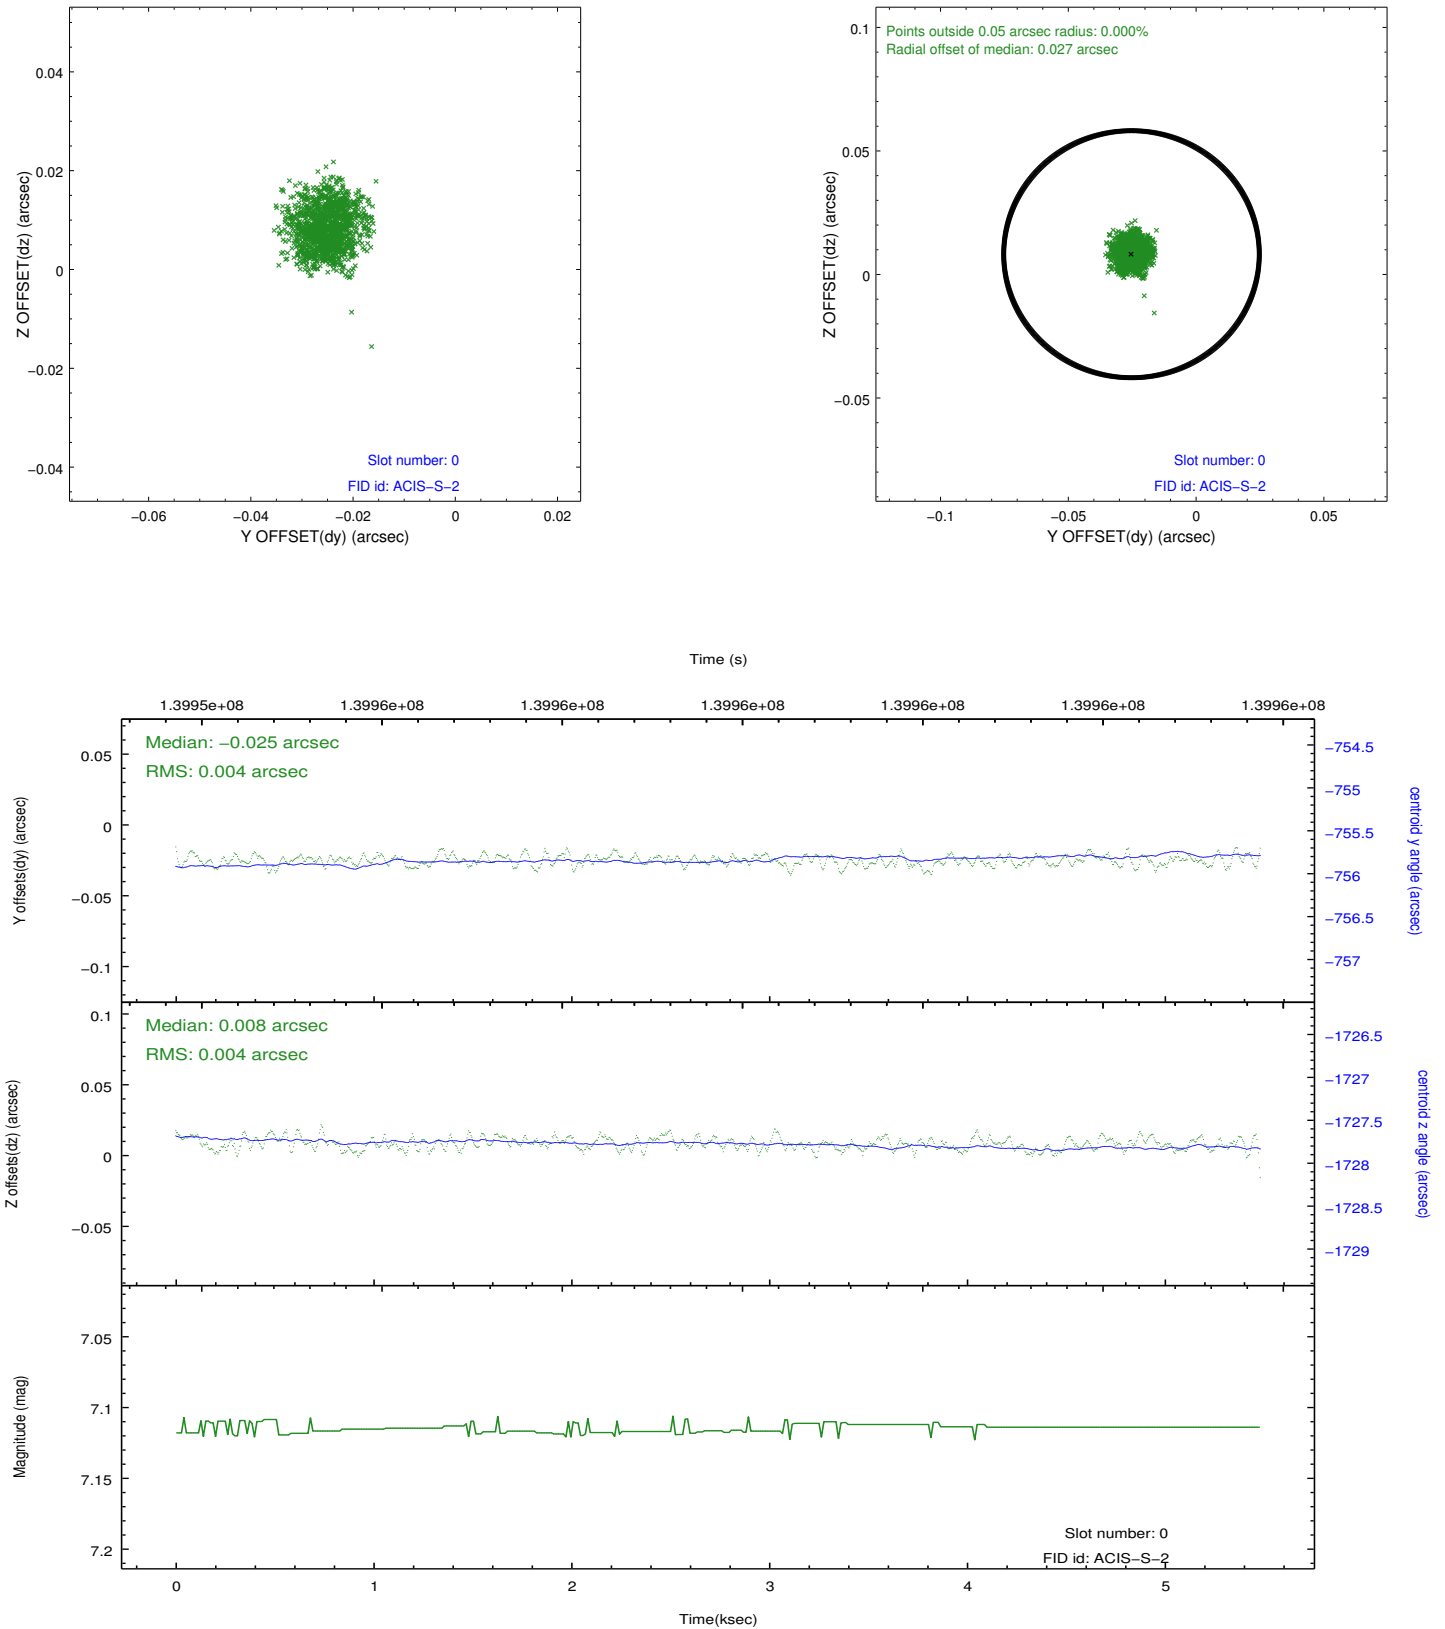 0.04
0.02
0
−0.02
−0.04
Z OFFSET(dz) (arcsec)
Slot number: 0
FID id: ACIS−S−2
−0.06
−0.04
−0.02
0
0.02
Y OFFSET(dy) (arcsec)
Points outside 0.05 arcsec radius: 0.000%
Radial offset of median: 0.027 arcsec
0.1
0.05
0
−0.05
Z OFFSET(dz) (arcsec)
Slot number: 0
FID id: ACIS−S−2
−0.1
−0.05
0
0.05
Y OFFSET(dy) (arcsec)
Time (s)
1.3995e+08
1.3996e+08
1.3996e+08
1.3996e+08
1.3996e+08
1.3996e+08
1.3996e+08
Median: −0.025 arcsec
RMS: 0.004 arcsec
0.05
0
−0.05
−0.1
Y offsets(dy) (arcsec)
−754.5
−755
−755.5
−756
−756.5
−757
centroid y angle (arcsec)
Median: 0.008 arcsec
RMS: 0.004 arcsec
0.1
0.05
0
−0.05
Z offsets(dz) (arcsec)
−1726.5
−1727
−1727.5
−1728
−1728.5
−1729
centroid z angle (arcsec)
7.05
7.1
7.15
7.2
Magnitude (mag)
Slot number: 0
FID id: ACIS−S−2
0
1
2
3
4
5
Time(ksec)